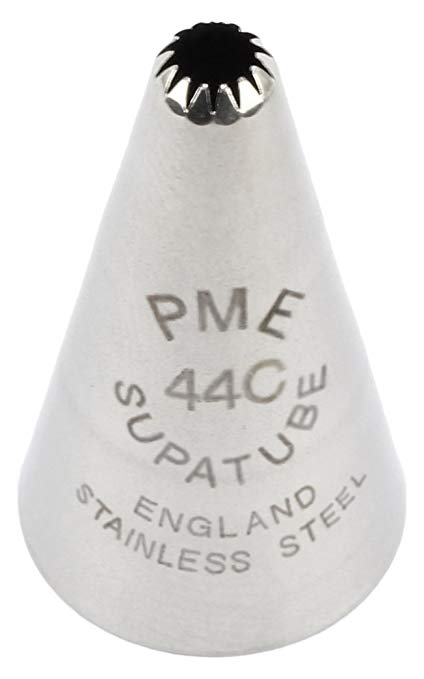 PME
44C
SUPATUBE
ENGLAND
STAINLESS STEEL